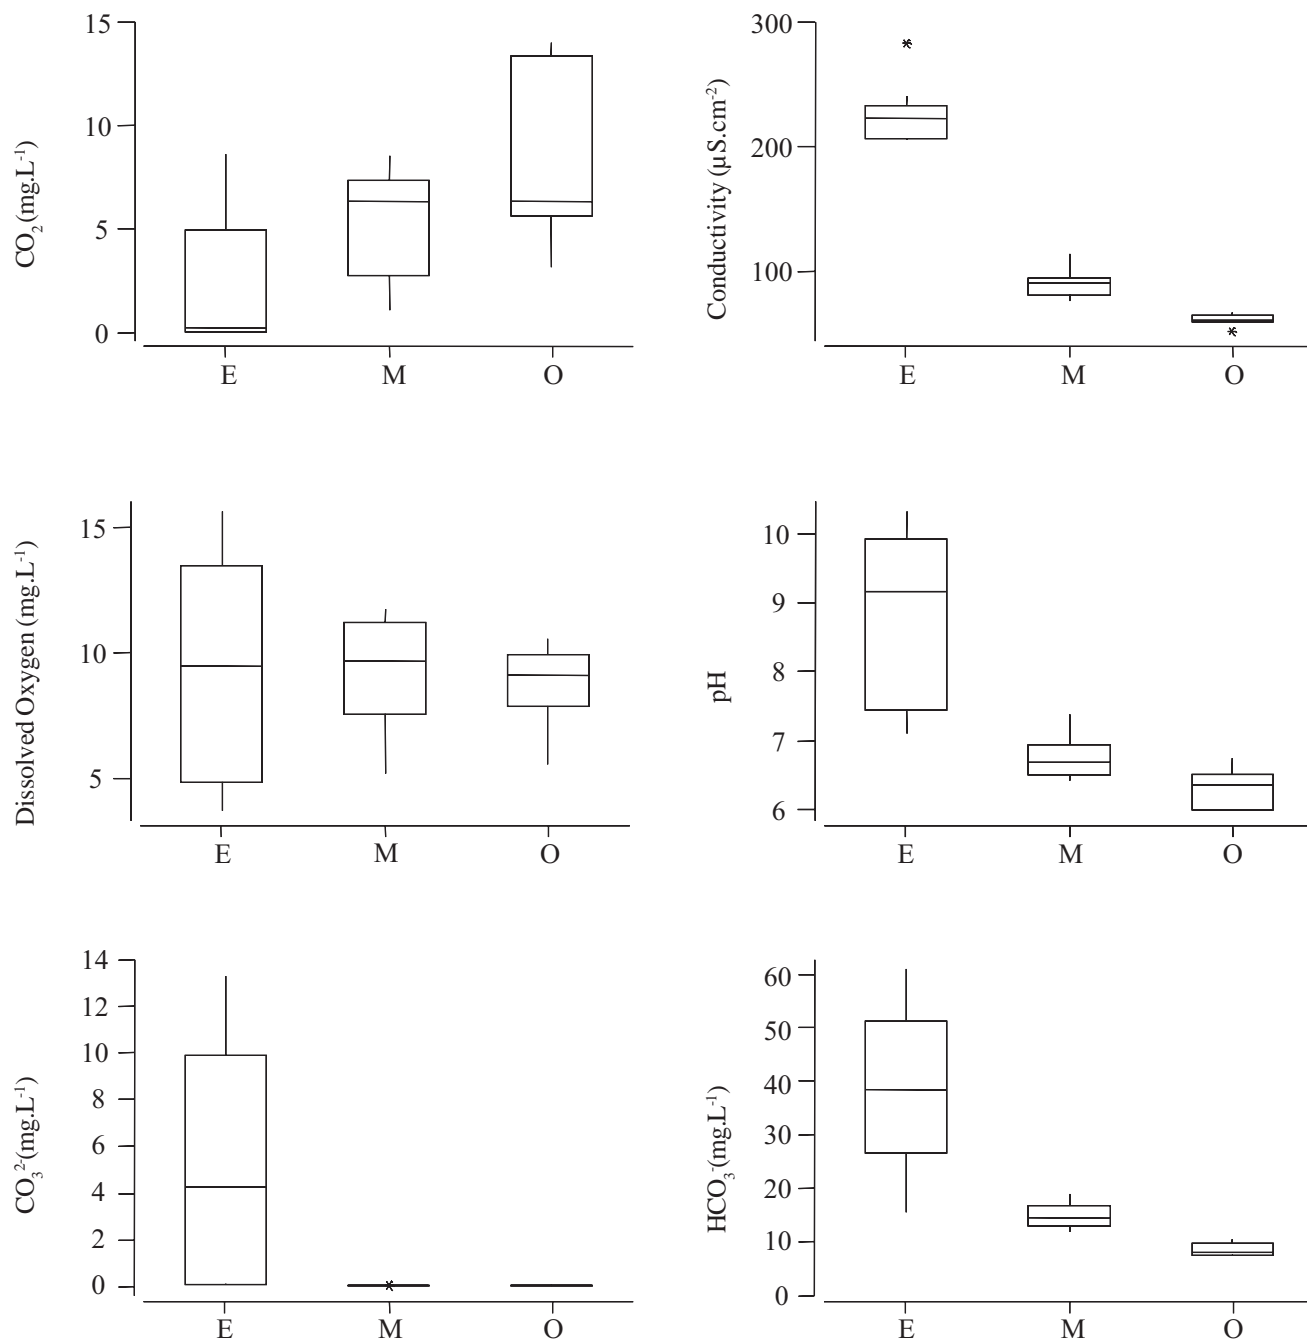 CO₂ (mg.L⁻¹)
15
10
5
0
E M O
Conductivity (µS.cm⁻²)
300
200
100
E M O
Dissolved Oxygen (mg.L⁻¹)
15
10
5
E M O
pH
10
9
8
7
6
E M O
CO₃²⁻(mg.L⁻¹)
14
12
10
8
6
4
2
0
E M O
HCO₃⁻(mg.L⁻¹)
60
50
40
30
20
10
0
E M O